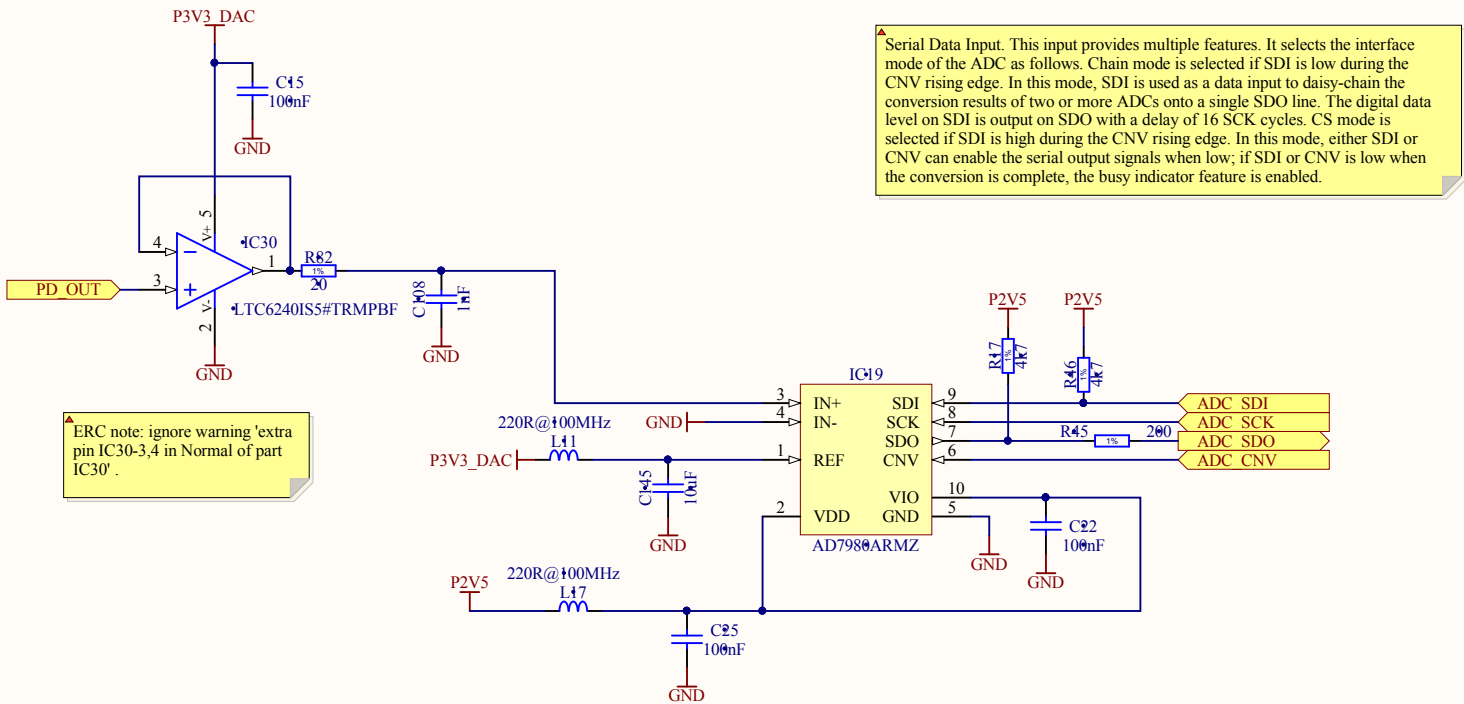 P3V3_DAC
C15
100nF
GND
Serial Data Input. This input provides multiple features. It selects the interface
mode of the ADC as follows. Chain mode is selected if SDI is low during the
CNV rising edge. In this mode, SDI is used as a data input to daisy-chain the
conversion results of two or more ADCs onto a single SDO line. The digital data
level on SDI is output on SDO with a delay of 16 SCK cycles. CS mode is
selected if SDI is high during the CNV rising edge. In this mode, either SDI or
CNV can enable the serial output signals when low; if SDI or CNV is low when
the conversion is complete, the busy indicator feature is enabled.
5
V+
4
IC30
1
R82
1%
20
PD_OUT
3
V-
2
LTC6240IS5#TRMPBF
GND
C108
1nF
GND
P2V5
P2V5
R17
1%
4k7
R46
1%
4k7
IC19
3 IN+ SDI 9 ADC_SDI
GND 4 IN- SCK 8 ADC_SCK
SDO 7 R45 1% 200 ADC_SDO
220R@100MHz
L11
P3V3_DAC 1 REF CNV 6 ADC_CNV
C145
10uF
GND
VIO 10
2 VDD GND 5
AD7980ARMZ
GND
C22
100nF
GND
ERC note: ignore warning 'extra
pin IC30-3,4 in Normal of part
IC30' .
P2V5
220R@100MHz
L17
C25
100nF
GND